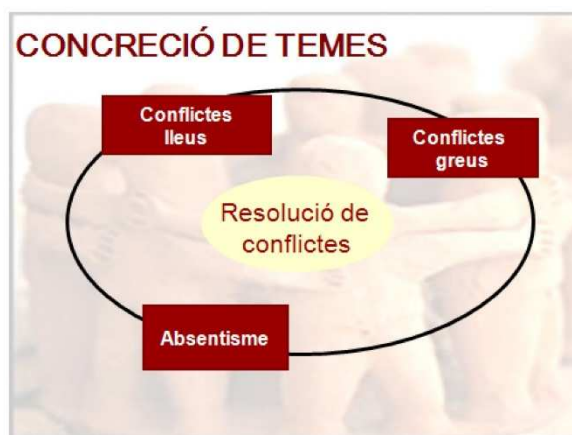 CONCRECIÓ DE TEMES
Conflictes
lleus
Conflictes
greus
Resolució de
conflictes
Absentisme